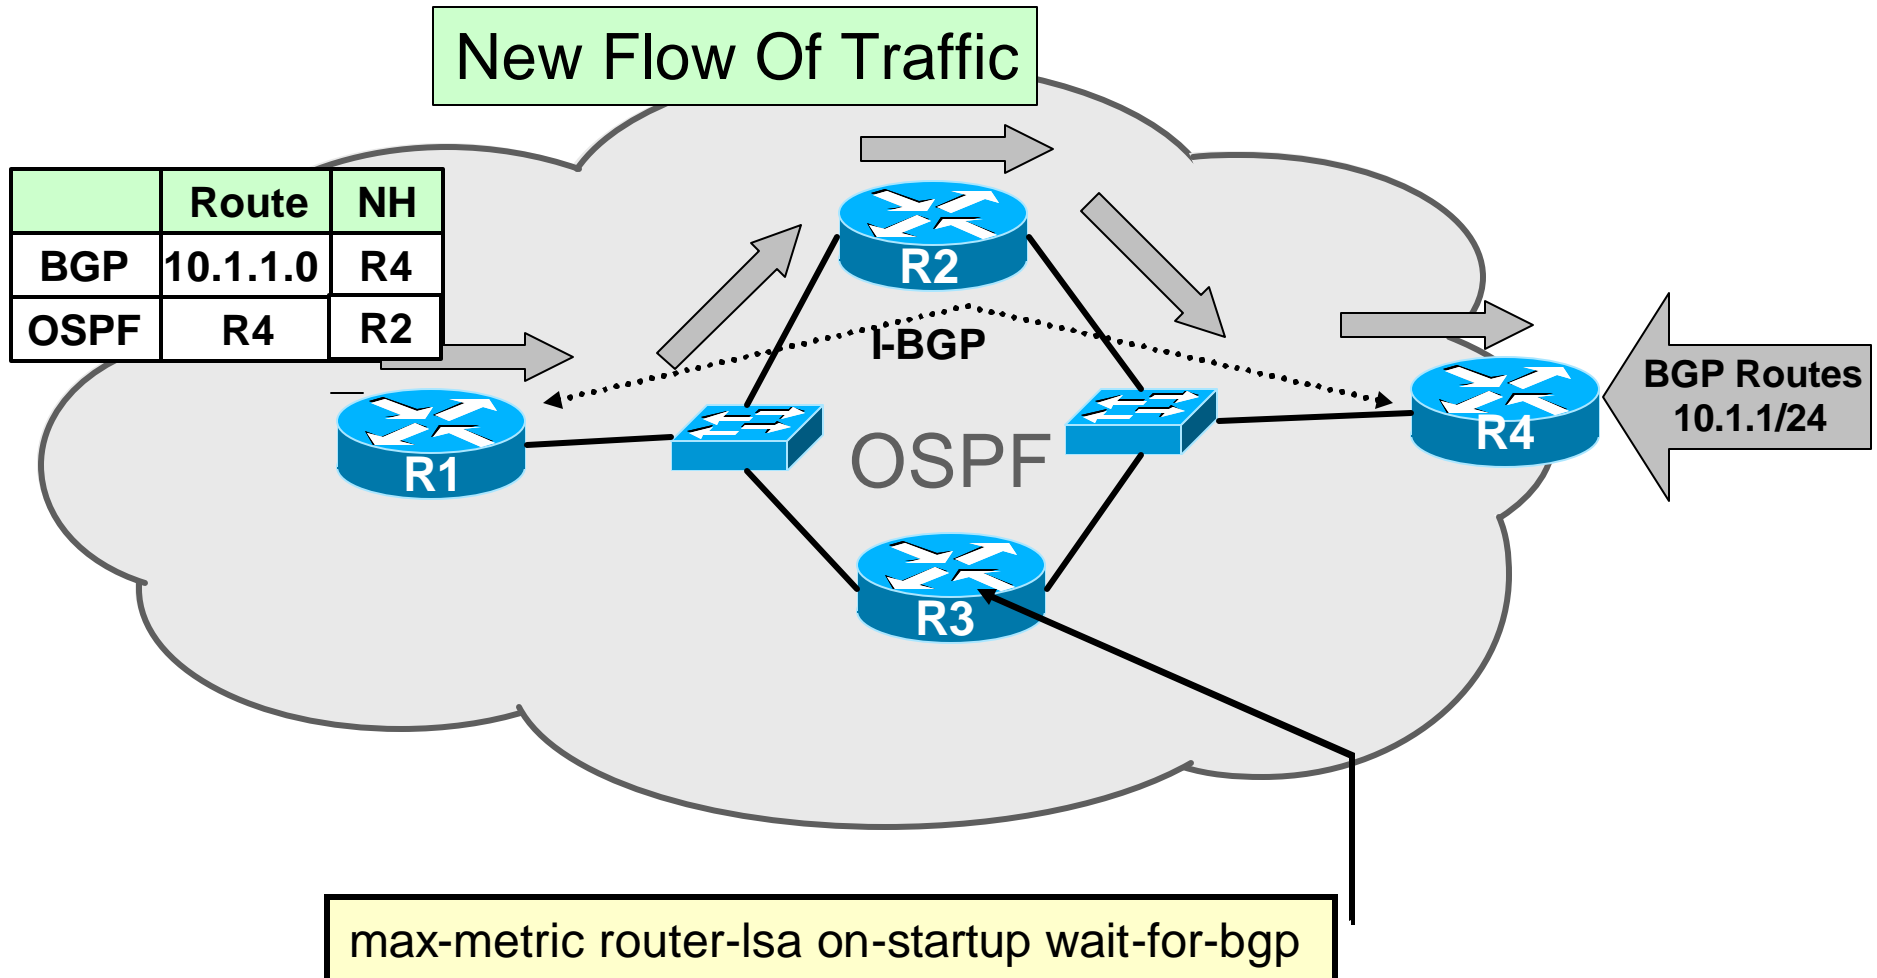 New Flow Of Traffic
Route NH
BGP 10.1.1.0 R4
OSPF R4 R2
R2
I-BGP
R1
OSPF
R4
BGP Routes
10.1.1/24
R3
max-metric router-lsa on-startup wait-for-bgp